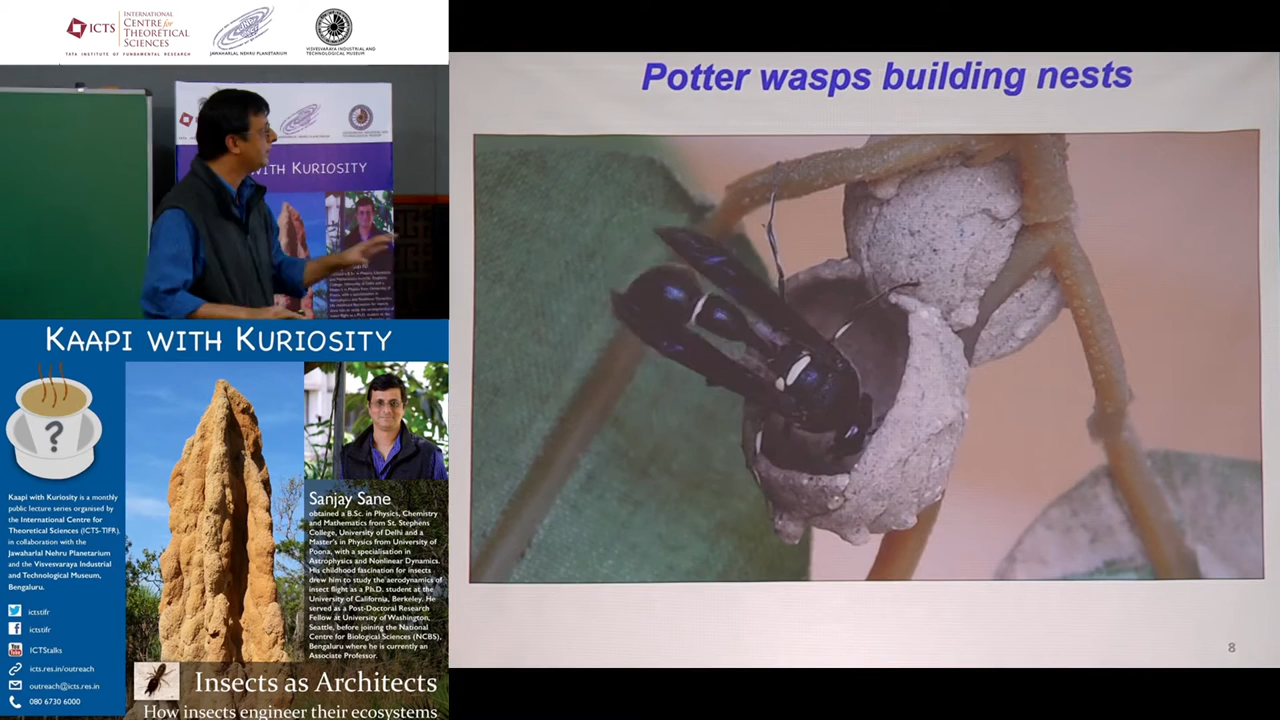 ICTS
INTERNATIONAL
CENTRE for
THEORETICAL
SCIENCES
TATA INSTITUTE OF FUNDAMENTAL RESEARCH
JAWAHARLAL NEHRU PLANETARIUM
VISVESVARAYA INDUSTRIAL AND
TECHNOLOGICAL MUSEUM
WITH KURIOSITY
KAAPI WITH KURIOSITY
?
Kaapi with Kuriosity is a monthly
public lecture series organised by
the International Centre for
Theoretical Sciences (ICTS-TIFR),
in collaboration with the
Jawaharlal Nehru Planetarium
and the Visvesvaraya Industrial
and Technological Museum,
Bengaluru.
ictstifr
ictstifr
ICTStalks
icts.res.in/outreach
outreach@icts.res.in
080 6730 6000
Sanjay Sane
obtained a B.Sc. in Physics, Chemistry
and Mathematics from St. Stephens
College, University of Delhi and a
Master's in Physics from University of
Poona, with a specialisation in
Astrophysics and Nonlinear Dynamics.
His childhood fascination for insects
drew him to study the aerodynamics of
insect flight as a Ph.D. student at the
University of California, Berkeley. He
served as a Post-Doctoral Research
Fellow at University of Washington,
Seattle, before joining the National
Centre for Biological Sciences (NCBS),
Bengaluru where he is currently an
Associate Professor.
Insects as Architects
How insects engineer their ecosystems
Potter wasps building nests
8